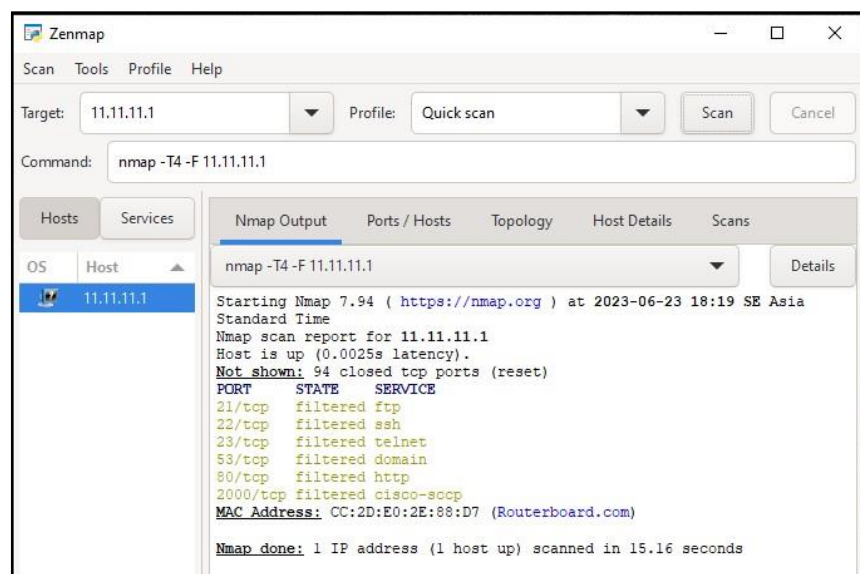 Zenmap
Scan Tools Profile Help
Target: 11.11.11.1 Profile: Quick scan Scan Cancel
Command: nmap -T4 -F 11.11.11.1
Hosts Services
OS Host
11.11.11.1
Nmap Output Ports / Hosts Topology Host Details Scans
nmap -T4 -F 11.11.11.1 Details
Starting Nmap 7.94 ( https://nmap.org ) at 2023-06-23 18:19 SE Asia
Standard Time
Nmap scan report for 11.11.11.1
Host is up (0.0025s latency).
Not shown: 94 closed tcp ports (reset)
PORT STATE SERVICE
21/tcp filtered ftp
22/tcp filtered ssh
23/tcp filtered telnet
53/tcp filtered domain
80/tcp filtered http
2000/tcp filtered cisco-sccp
MAC Address: CC:2D:E0:2E:88:D7 (Routerboard.com)
Nmap done: 1 IP address (1 host up) scanned in 15.16 seconds